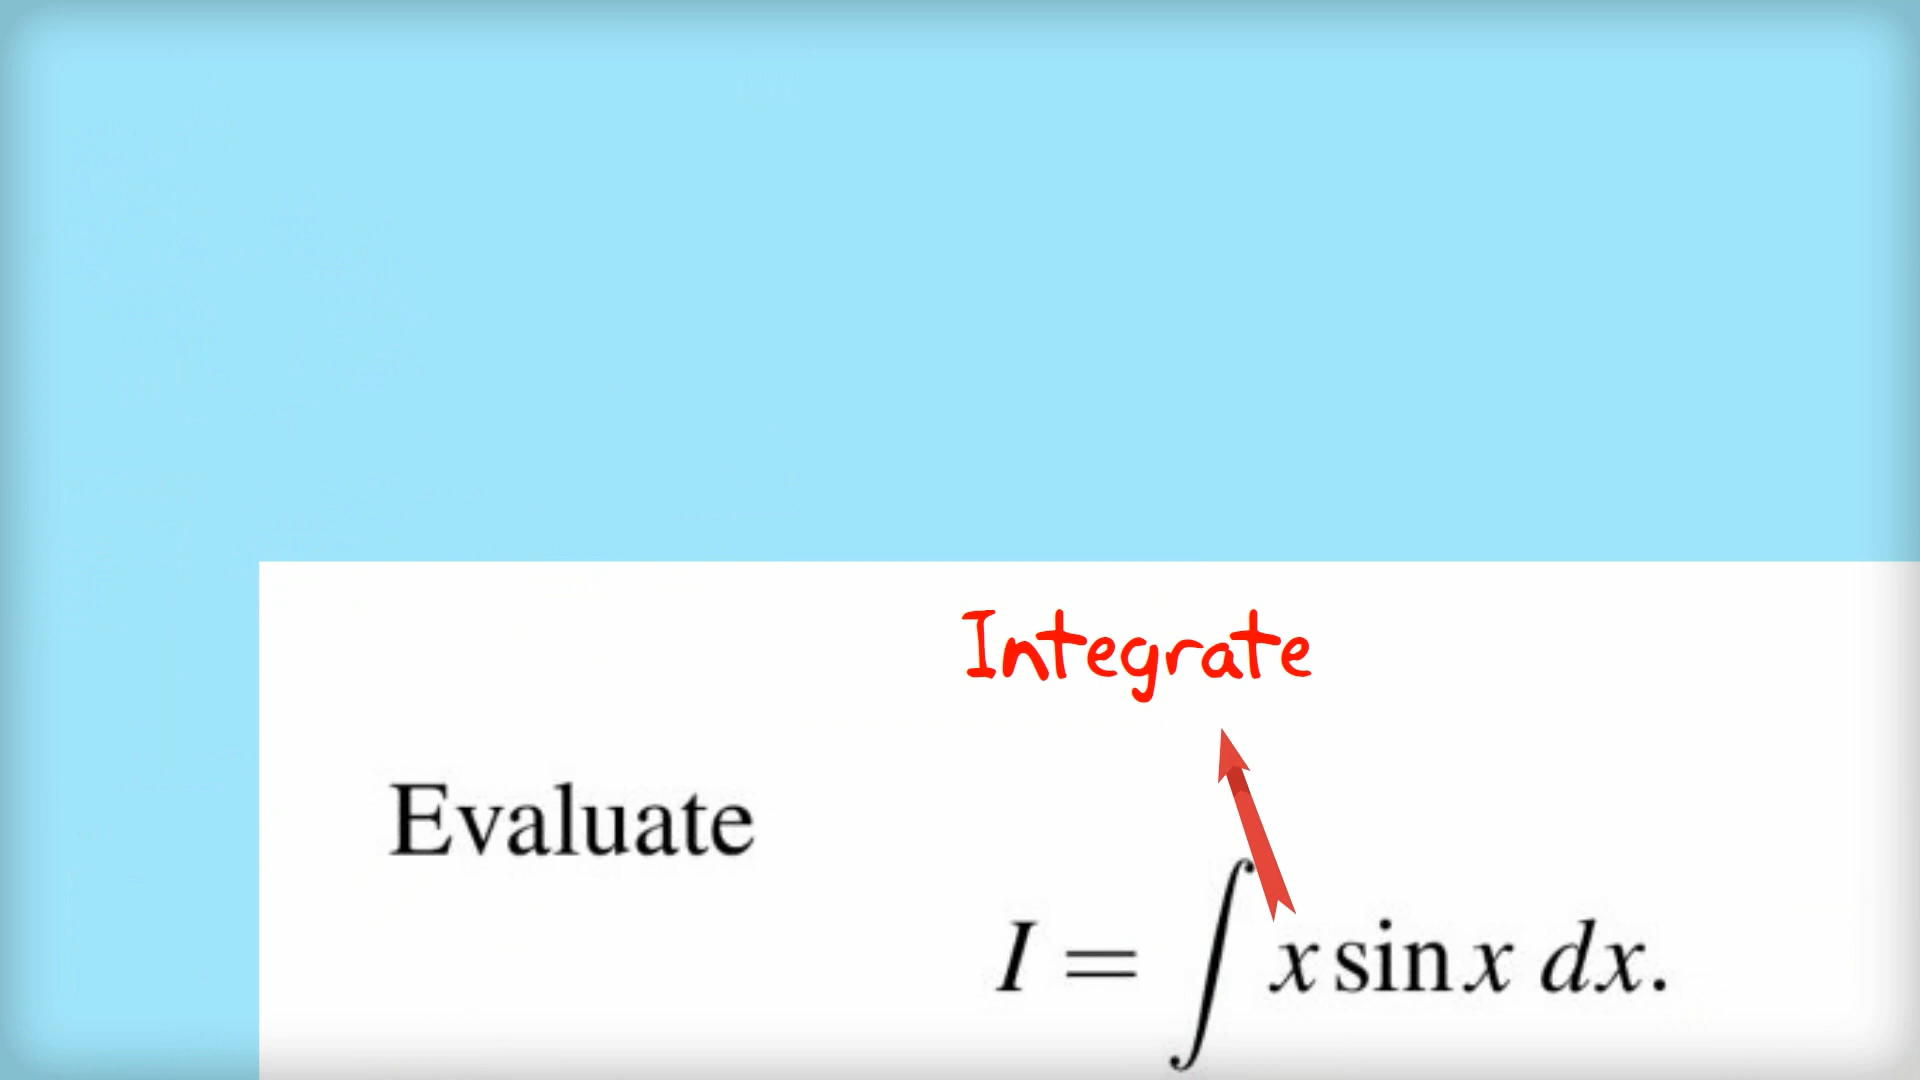 Integrate
Evaluate
I = ∫ x sin x dx.